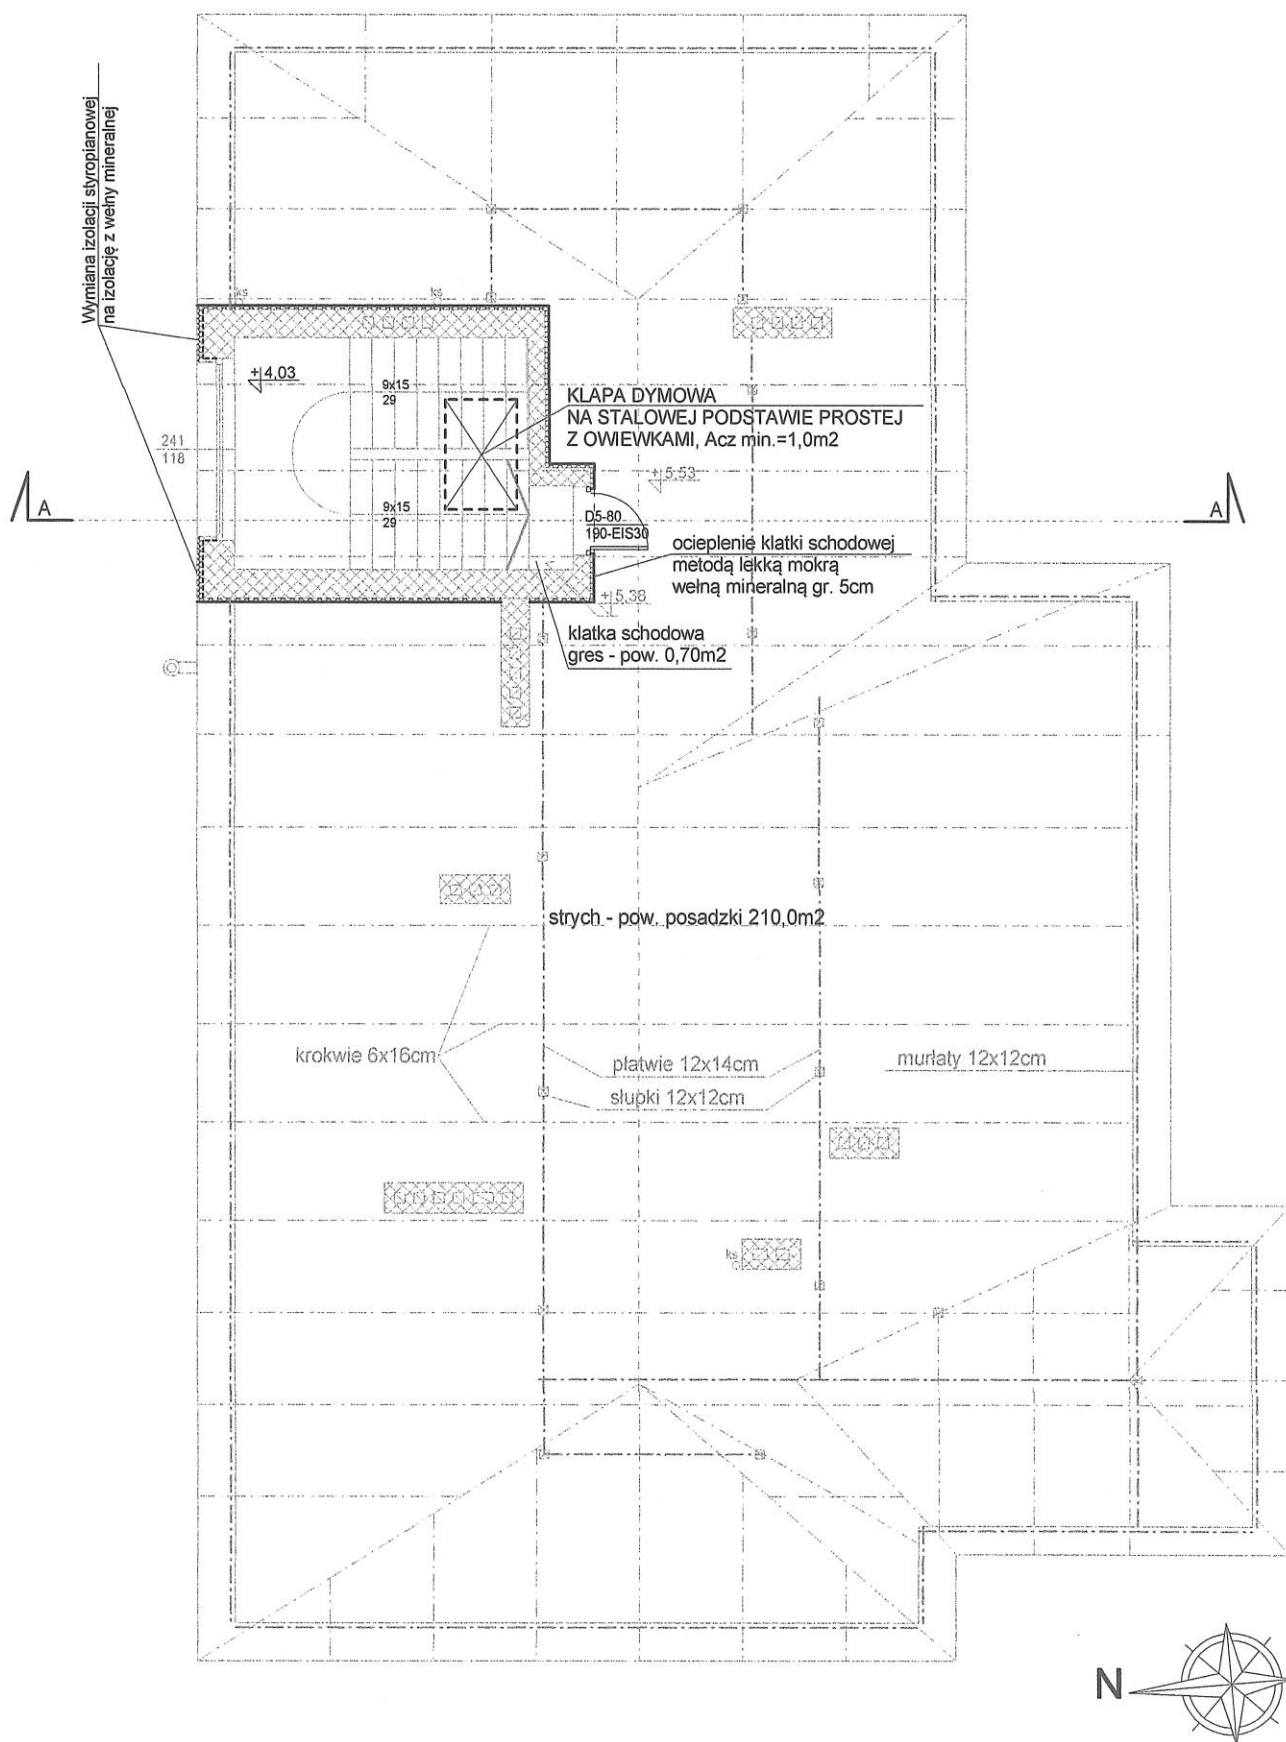 Wymiana izolacji styropianowej
na izolację z wełny mineralnej
ks
ks
+4,03
9x15
29
KLAPA DYMOWA
NA STALOWEJ PODSTAWIE PROSTEJ
Z OWIEWKAMI, Acz min.=1,0m2
241
118
+5,53
A
A
9x15
29
D5-80
190-EIS30
ocieplenie klatki schodowej
metodą lekką mokrą
wełną mineralną gr. 5cm
+5,38
klatka schodowa
gres - pow. 0,70m2
strych - pow. posadzki 210,0m2
krokwie 6x16cm
płatwie 12x14cm
murłaty 12x12cm
słupki 12x12cm
ks
N